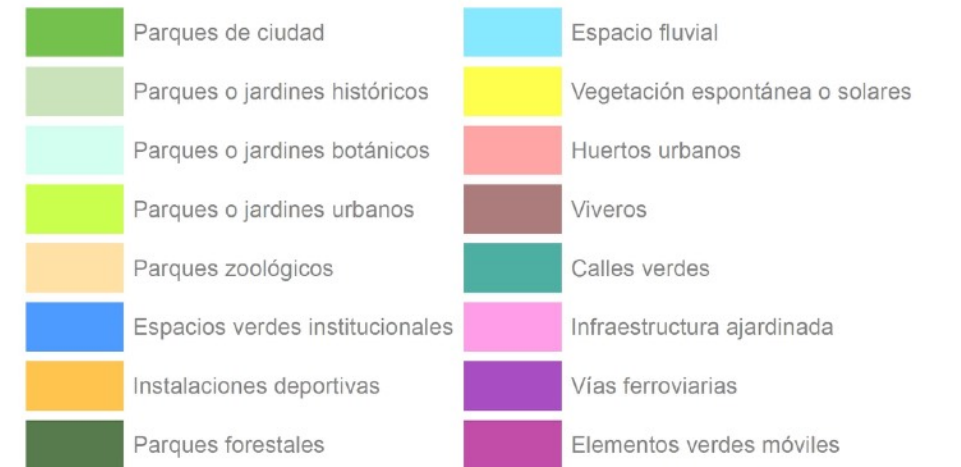 Parques de ciudad
Parques o jardines históricos
Parques o jardines botánicos
Parques o jardines urbanos
Parques zoológicos
Espacios verdes institucionales
Instalaciones deportivas
Parques forestales
Espacio fluvial
Vegetación espontánea o solares
Huertos urbanos
Viveros
Calles verdes
Infraestructura ajardinada
Vías ferroviarias
Elementos verdes móviles